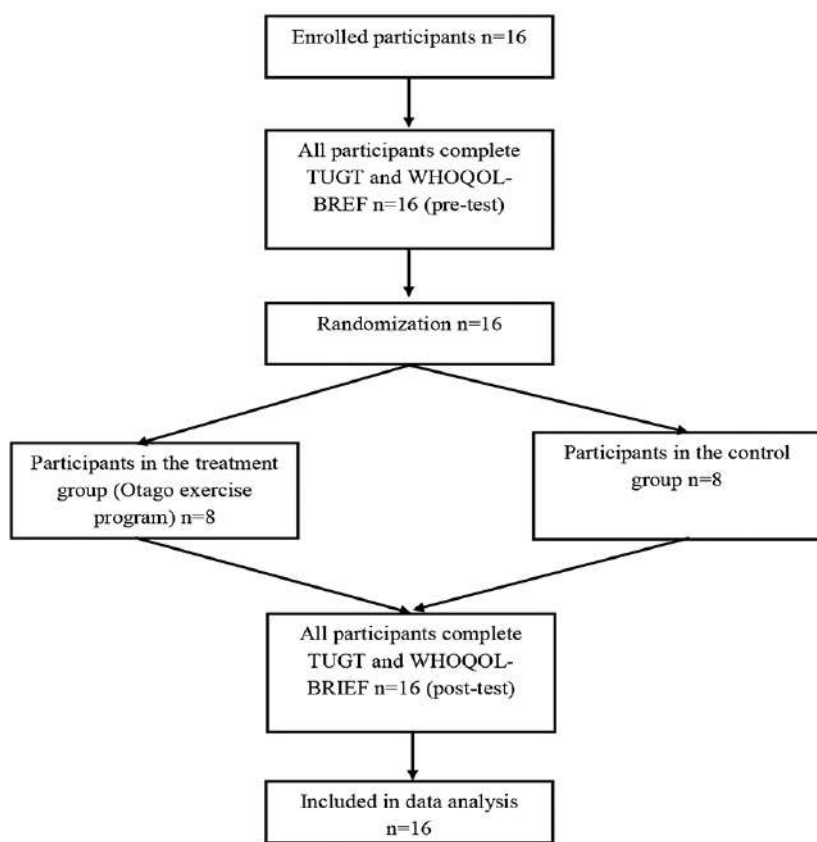 Enrolled participants n=16
All participants complete
TUGT and WHOQOL-
BREF n=16 (pre-test)
Randomization n=16
Participants in the treatment
group (Otago exercise
program) n=8
Participants in the control
group n=8
All participants complete
TUGT and WHOQOL-
BRIEF n=16 (post-test)
Included in data analysis
n=16